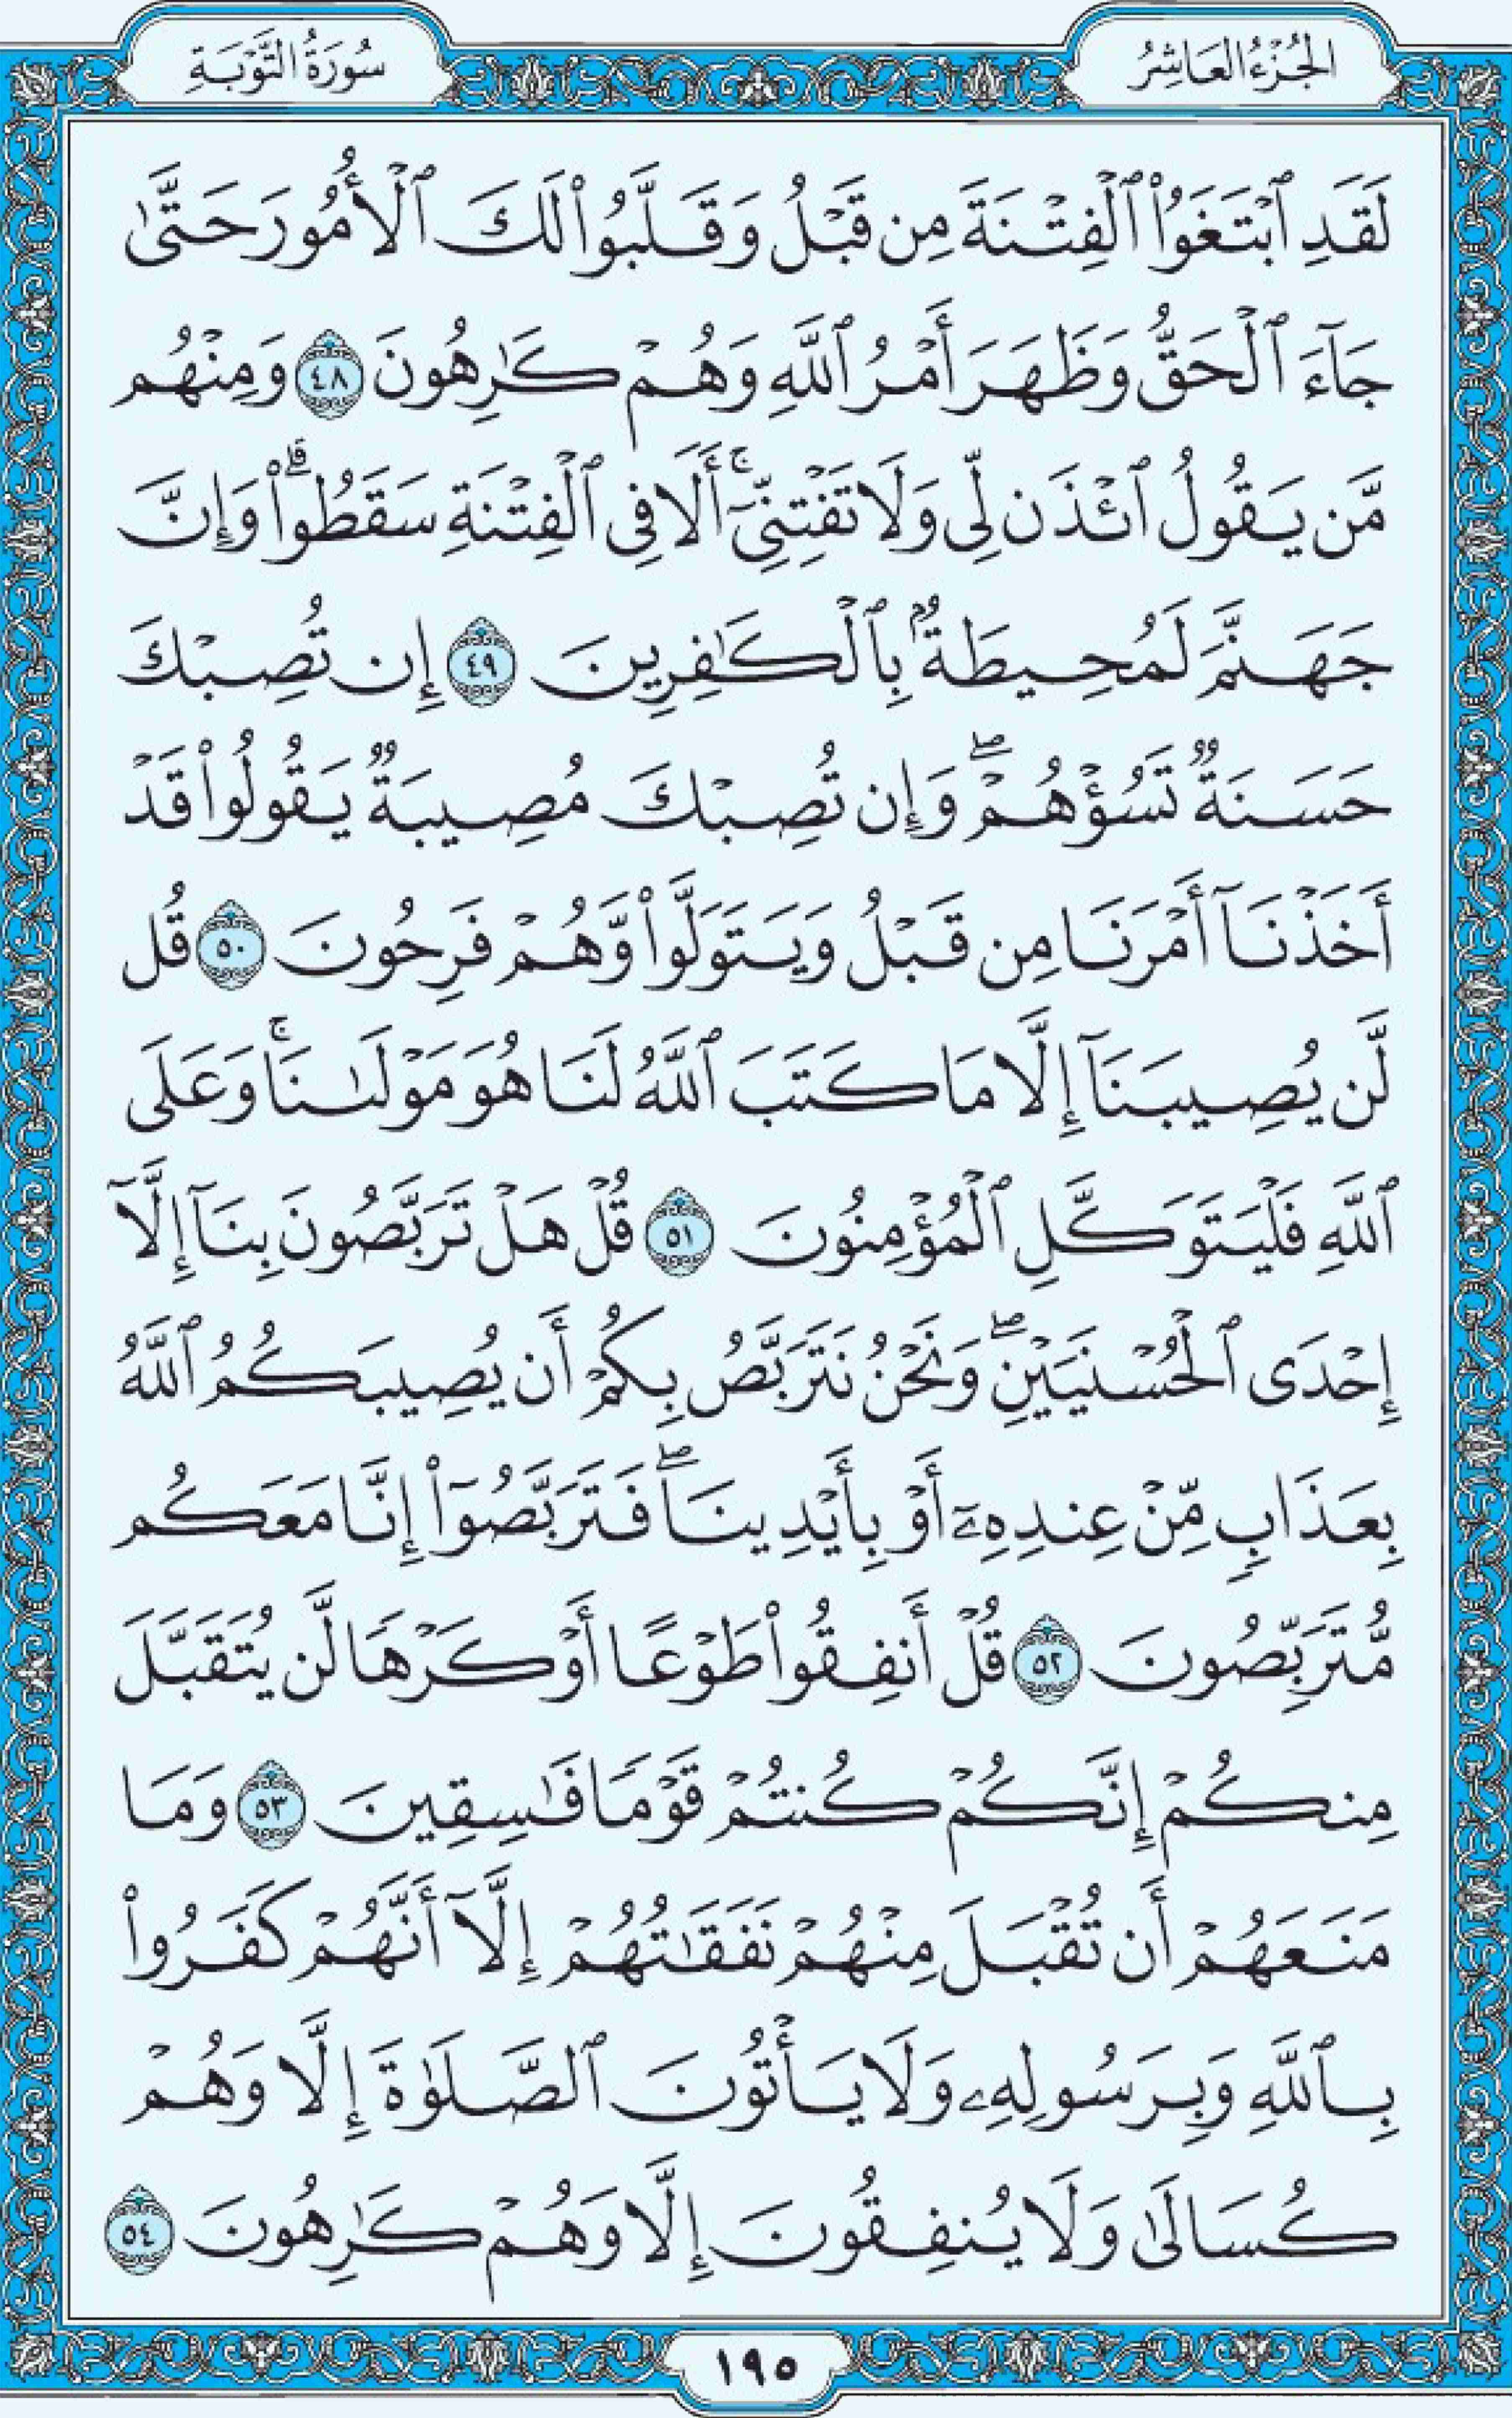 الجُزْءُ العَاشِرُ
سُورَةُ التَّوْبَةِ
لَقَدِ ٱبْتَغَوُا۟ ٱلْفِتْنَةَ مِن قَبْلُ وَقَلَّبُوا۟ لَكَ ٱلْأُمُورَ حَتَّىٰ
جَآءَ ٱلْحَقُّ وَظَهَرَ أَمْرُ ٱللَّهِ وَهُمْ كَٰرِهُونَ ٤٨ وَمِنْهُم
مَّن يَقُولُ ٱئْذَن لِّى وَلَا تَفْتِنِّىٓ ۚ أَلَا فِى ٱلْفِتْنَةِ سَقَطُوا۟ ۗ وَإِنَّ
جَهَنَّمَ لَمُحِيطَةٌۢ بِٱلْكَٰفِرِينَ ٤٩ إِن تُصِبْكَ
حَسَنَةٌ تَسُؤْهُمْ ۖ وَإِن تُصِبْكَ مُصِيبَةٌ يَقُولُوا۟ قَدْ
أَخَذْنَآ أَمْرَنَا مِن قَبْلُ وَيَتَوَلَّوا۟ وَّهُمْ فَرِحُونَ ٥٠ قُل
لَّن يُصِيبَنَآ إِلَّا مَا كَتَبَ ٱللَّهُ لَنَا هُوَ مَوْلَىٰنَا ۚ وَعَلَى
ٱللَّهِ فَلْيَتَوَكَّلِ ٱلْمُؤْمِنُونَ ٥١ قُلْ هَلْ تَرَبَّصُونَ بِنَآ إِلَّآ
إِحْدَى ٱلْحُسْنَيَيْنِ ۖ وَنَحْنُ نَتَرَبَّصُ بِكُمْ أَن يُصِيبَكُمُ ٱللَّهُ
بِعَذَابٍ مِّنْ عِندِهِۦٓ أَوْ بِأَيْدِينَا ۖ فَتَرَبَّصُوٓا۟ إِنَّا مَعَكُم
مُّتَرَبِّصُونَ ٥٢ قُلْ أَنفِقُوا۟ طَوْعًا أَوْ كَرْهًا لَّن يُتَقَبَّلَ
مِنكُمْ إِنَّكُمْ كُنتُمْ قَوْمًا فَٰسِقِينَ ٥٣ وَمَا
مَنَعَهُمْ أَن تُقْبَلَ مِنْهُمْ نَفَقَٰتُهُمْ إِلَّآ أَنَّهُمْ كَفَرُوا۟
بِٱللَّهِ وَبِرَسُولِهِۦ وَلَا يَأْتُونَ ٱلصَّلَوٰةَ إِلَّا وَهُمْ
كُسَالَىٰ وَلَا يُنفِقُونَ إِلَّا وَهُمْ كَٰرِهُونَ ٥٤
١٩٥